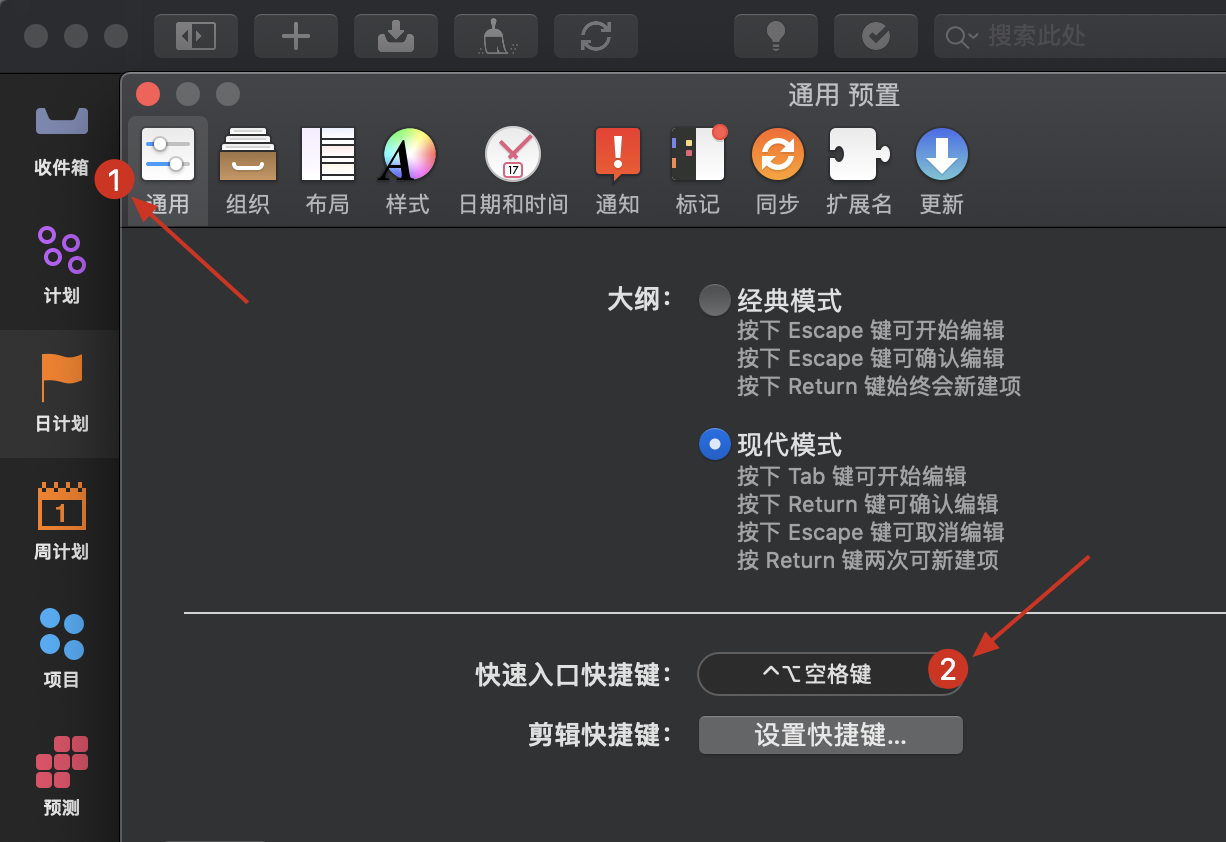 搜索此处
通用 预置
收件箱
1
通用
组织
布局
样式
17
日期和时间
通知
标记
同步
扩展名
更新
计划
日计划
1
周计划
项目
预测
大纲：
经典模式
按下 Escape 键可开始编辑
按下 Escape 键可确认编辑
按下 Return 键始终会新建项
现代模式
按下 Tab 键可开始编辑
按下 Return 键可确认编辑
按下 Escape 键可取消编辑
按 Return 键两次可新建项
快速入口快捷键：
^⌥空格键
2
剪辑快捷键：
设置快捷键...